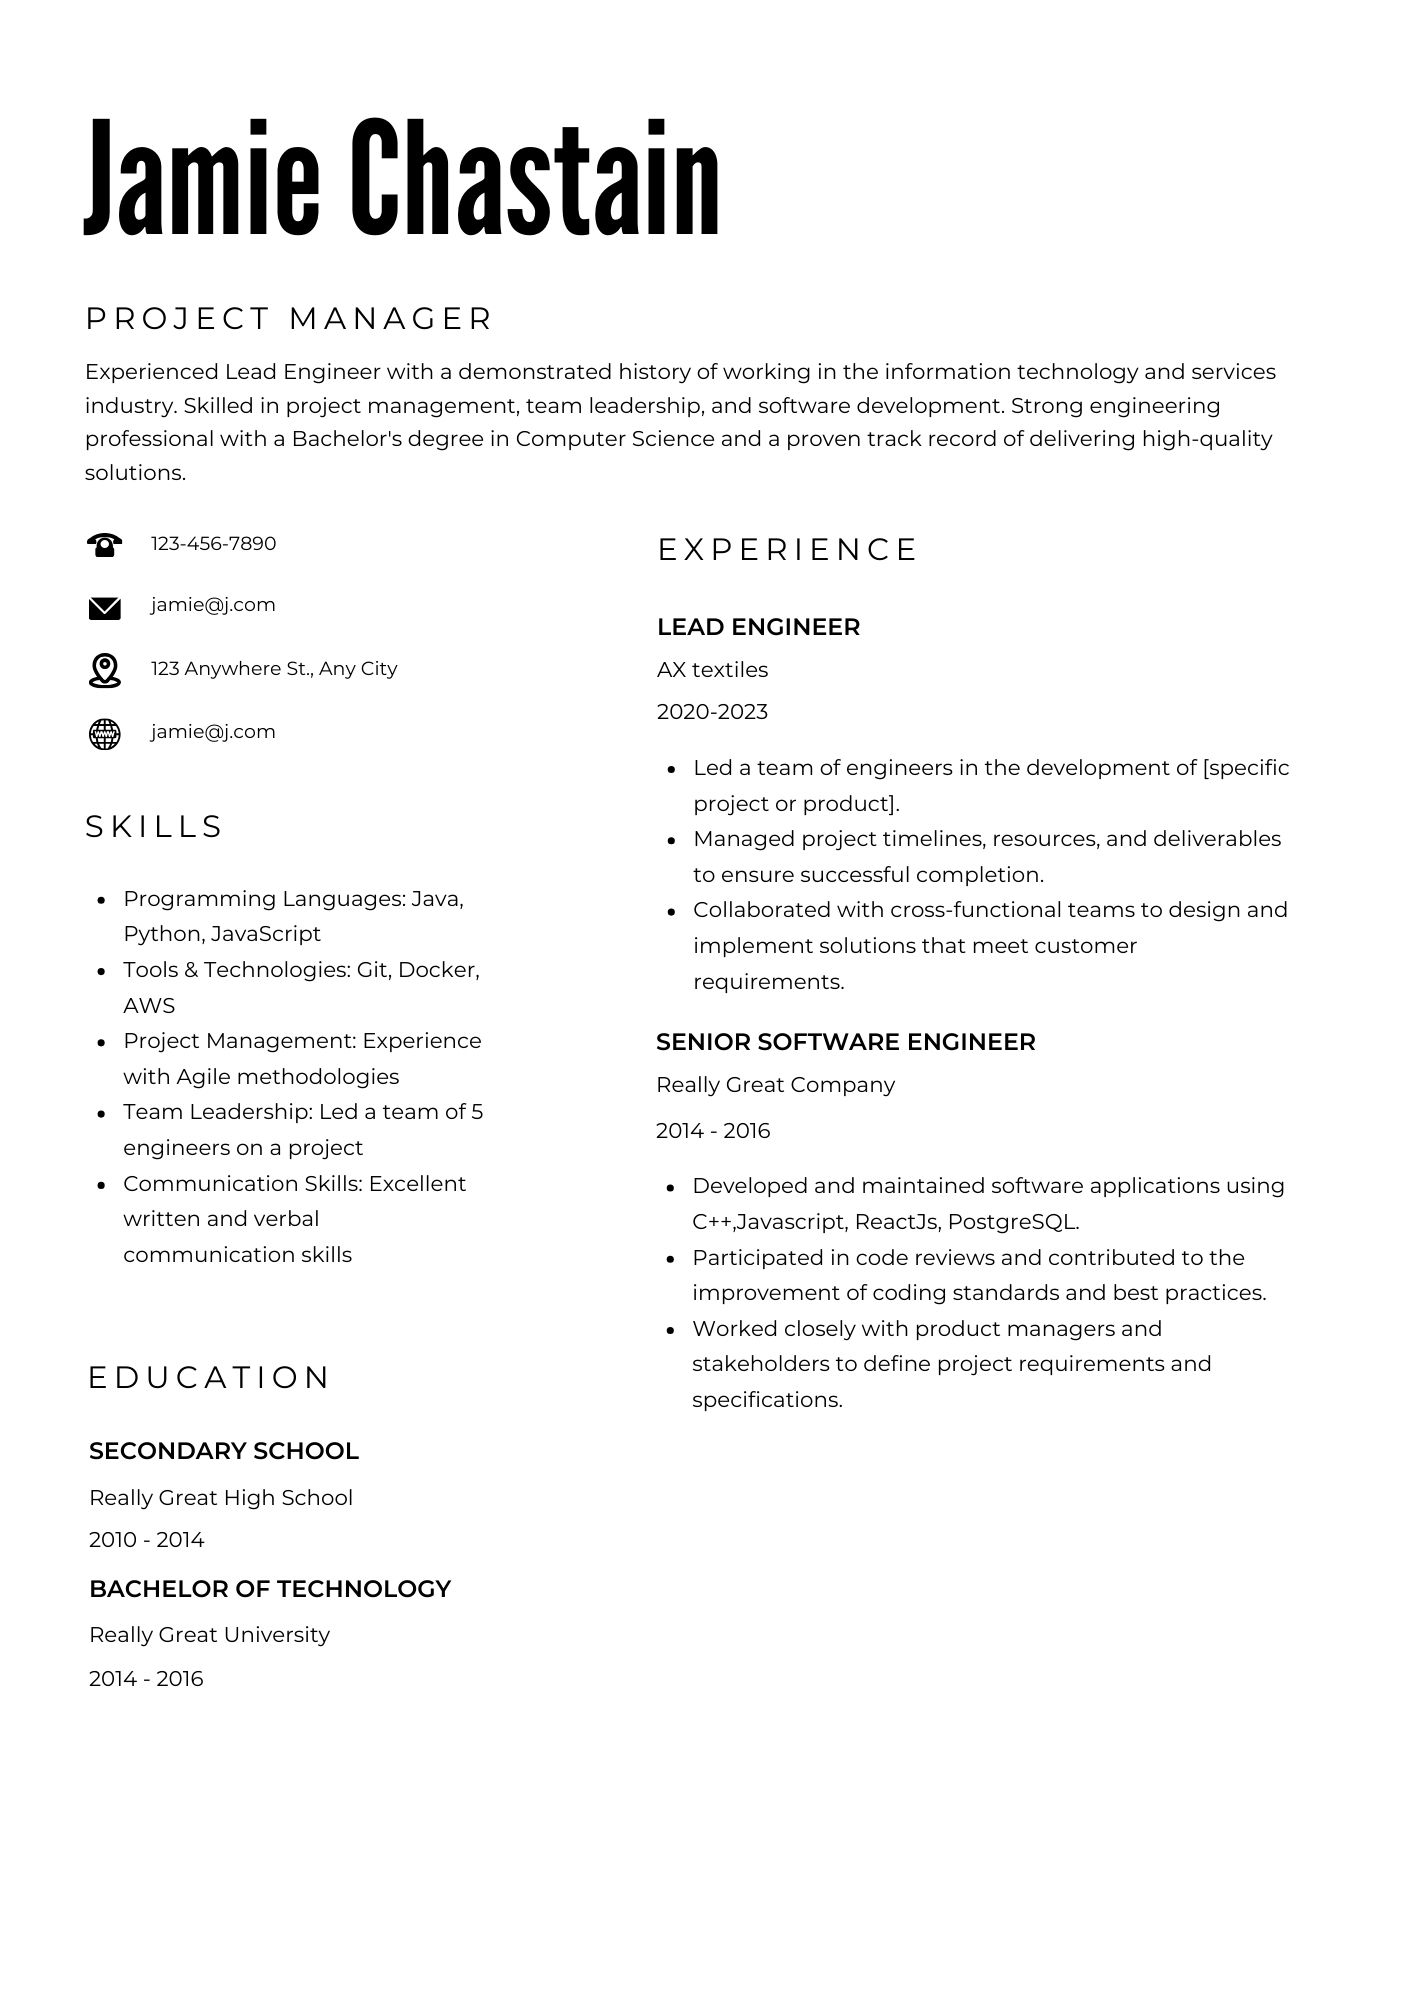 Jamie Chastain
PROJECT MANAGER
Experienced Lead Engineer with a demonstrated history of working in the information technology and services
industry. Skilled in project management, team leadership, and software development. Strong engineering
professional with a Bachelor's degree in Computer Science and a proven track record of delivering high-quality
solutions.
123-456-7890
jamie@j.com
123 Anywhere St., Any City
jamie@j.com
SKILLS
• Programming Languages: Java,
Python, JavaScript
• Tools & Technologies: Git, Docker,
AWS
• Project Management: Experience
with Agile methodologies
• Team Leadership: Led a team of 5
engineers on a project
• Communication Skills: Excellent
written and verbal
communication skills
EDUCATION
SECONDARY SCHOOL
Really Great High School
2010 - 2014
BACHELOR OF TECHNOLOGY
Really Great University
2014 - 2016
EXPERIENCE
LEAD ENGINEER
AX textiles
2020-2023
• Led a team of engineers in the development of [specific
project or product].
• Managed project timelines, resources, and deliverables
to ensure successful completion.
• Collaborated with cross-functional teams to design and
implement solutions that meet customer
requirements.
SENIOR SOFTWARE ENGINEER
Really Great Company
2014 - 2016
• Developed and maintained software applications using
C++,Javascript, ReactJs, PostgreSQL.
• Participated in code reviews and contributed to the
improvement of coding standards and best practices.
• Worked closely with product managers and
stakeholders to define project requirements and
specifications.